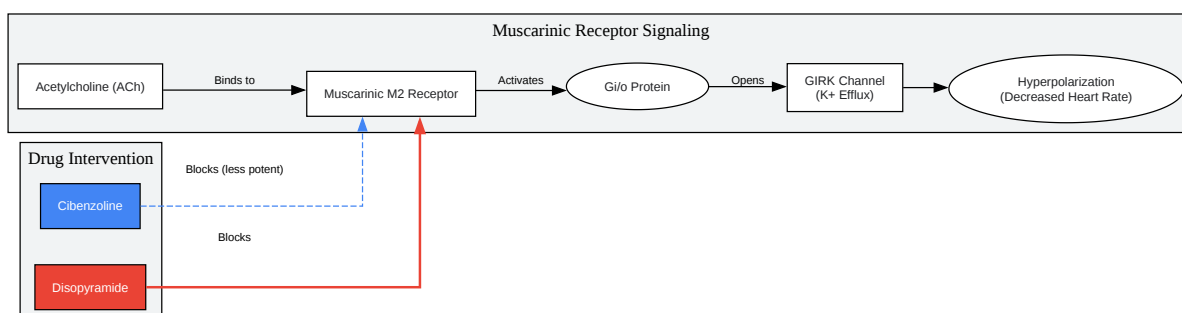 Muscarinic Receptor Signaling
Acetylcholine (ACh)
Binds to
Muscarinic M2 Receptor
Activates
Gi/o Protein
Opens
GIRK Channel
(K+ Efflux)
Hyperpolarization
(Decreased Heart Rate)
Drug Intervention
Cibenzoline
Blocks (less potent)
Blocks
Disopyramide